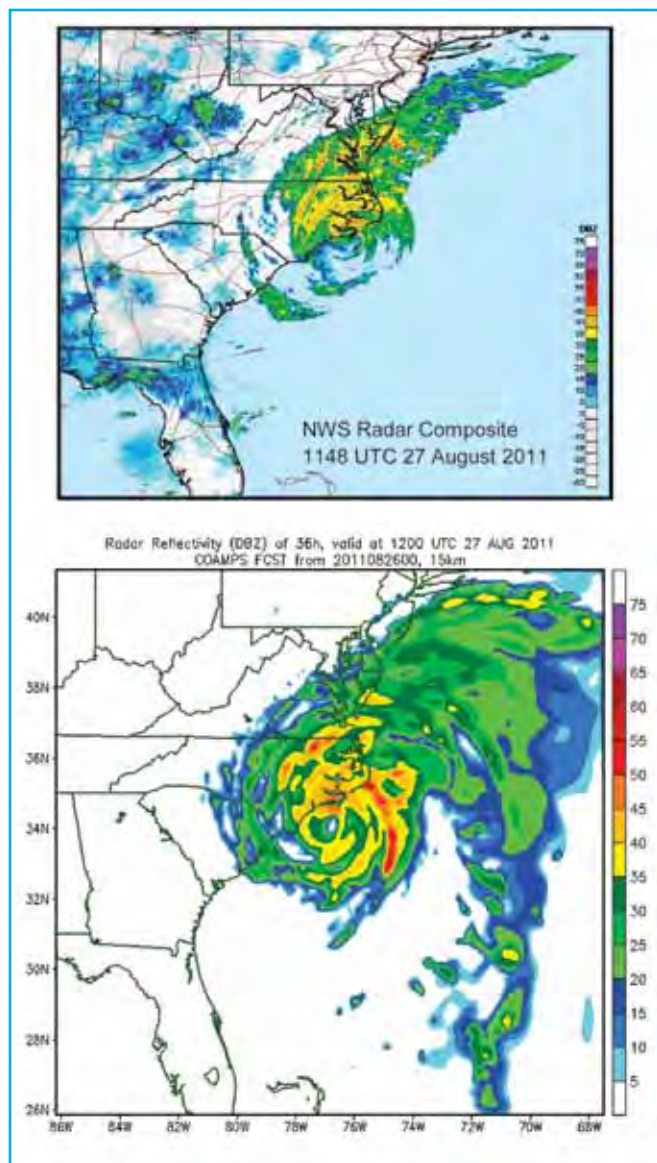 DBZ
75
NWS Radar Composite
1148 UTC 27 August 2011
Radar Reflectivity (DBZ) of 36h, valid at 1200 UTC 27 AUG 2011
COAMPS FCST from 2011082600, 15km
40N
38N
36N
34N
32N
30N
28N
26N
86W
84W
82W
80W
78W
76W
74W
72W
70W
68W
75
70
65
60
55
50
45
40
35
30
25
20
15
10
5